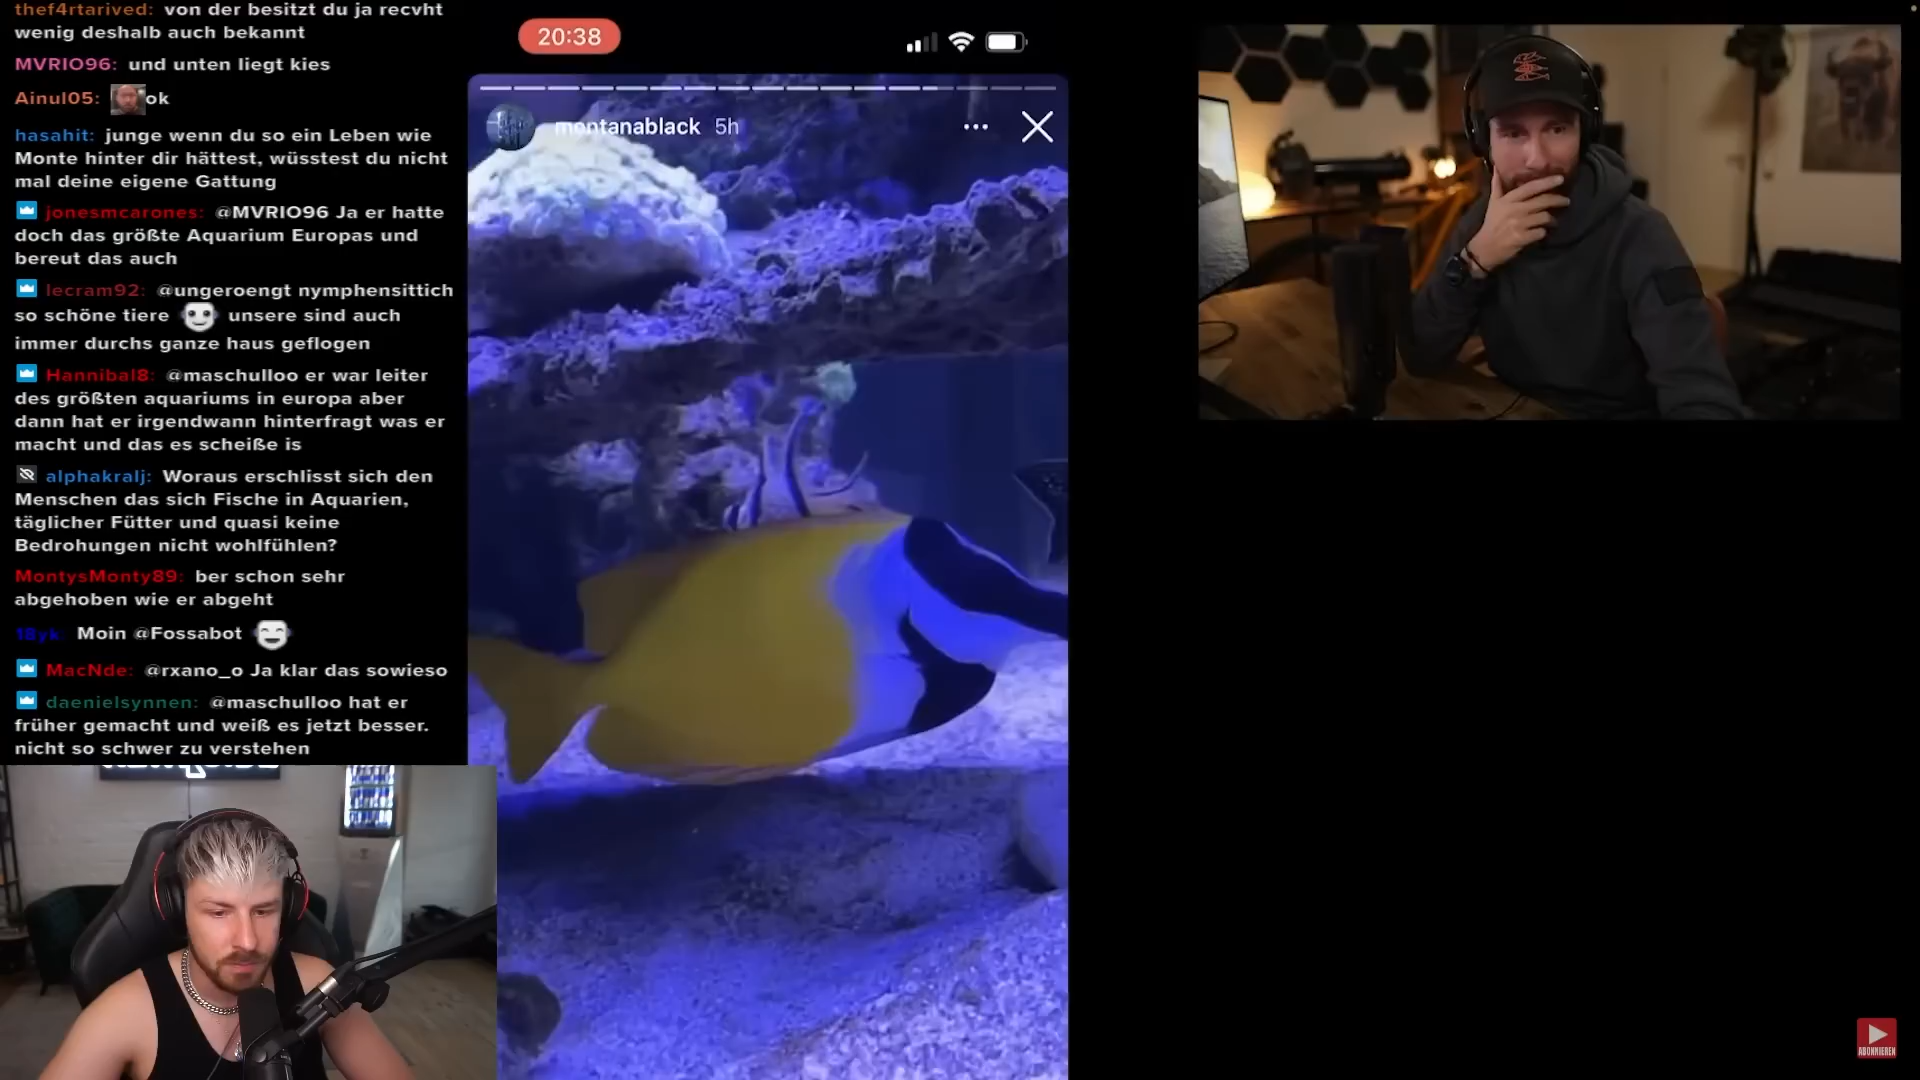 thef4rtarived: von der besitzt du ja recvht
wenig deshalb auch bekannt
MVRIO96: und unten liegt kies
Ainul05: ok
hasahit: junge wenn du so ein Leben wie
Monte hinter dir hättest, wüsstest du nicht
mal deine eigene Gattung
jonesmcarones: @MVRIO96 Ja er hatte
doch das größte Aquarium Europas und
bereut das auch
lecram92: @ungeroengt nymphensittich
so schöne tiere unsere sind auch
immer durchs ganze haus geflogen
Hannibal8: @maschulloo er war leiter
des größten aquariums in europa aber
dann hat er irgendwann hinterfragt was er
macht und das es scheiße is
alphakralj: Woraus erschlisst sich den
Menschen das sich Fische in Aquarien,
täglicher Fütter und quasi keine
Bedrohungen nicht wohlfühlen?
MontysMonty89: ber schon sehr
abgehoben wie er abgeht
18yk: Moin @Fossabot
MacNde: @rxano_o Ja klar das sowieso
daenielsynnen: @maschulloo hat er
früher gemacht und weiß es jetzt besser.
nicht so schwer zu verstehen
20:38
montanablack 5h
ABONNIEREN